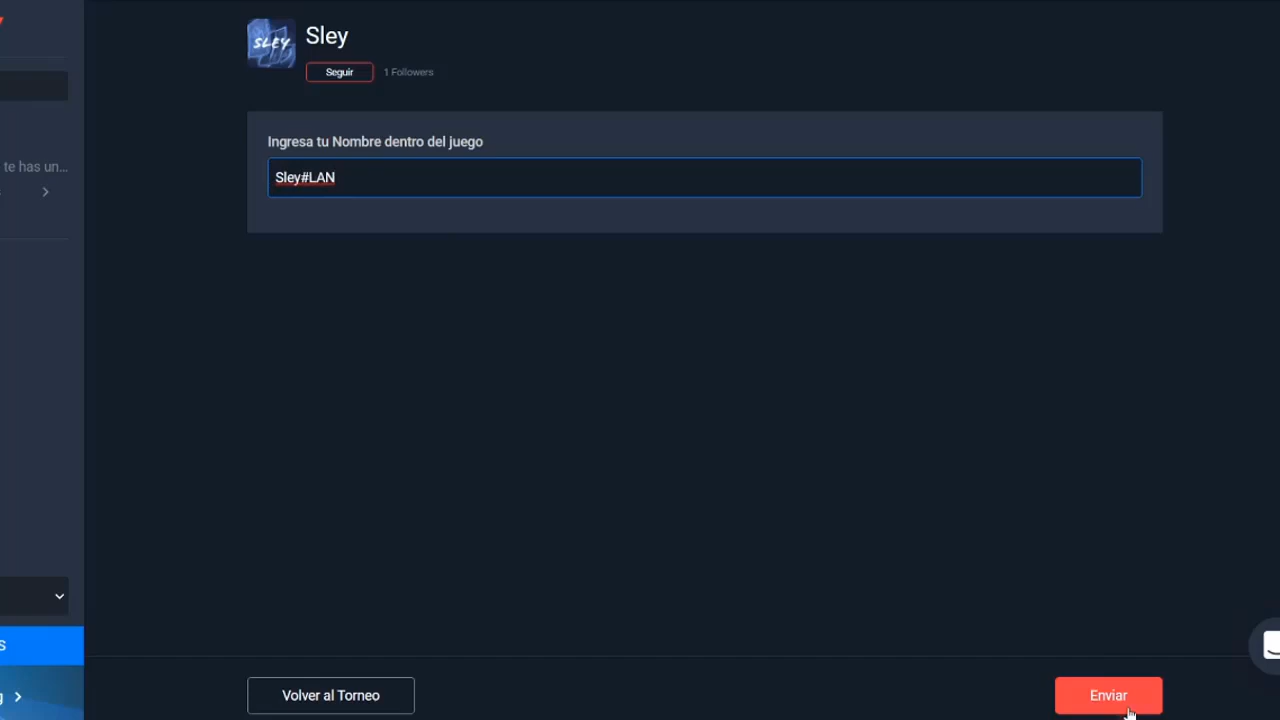 SLEY
Sley
Seguir
1 Followers
Ingresa tu Nombre dentro del juego
Sley#LAN
te has un...
S
g
Volver al Torneo
Enviar